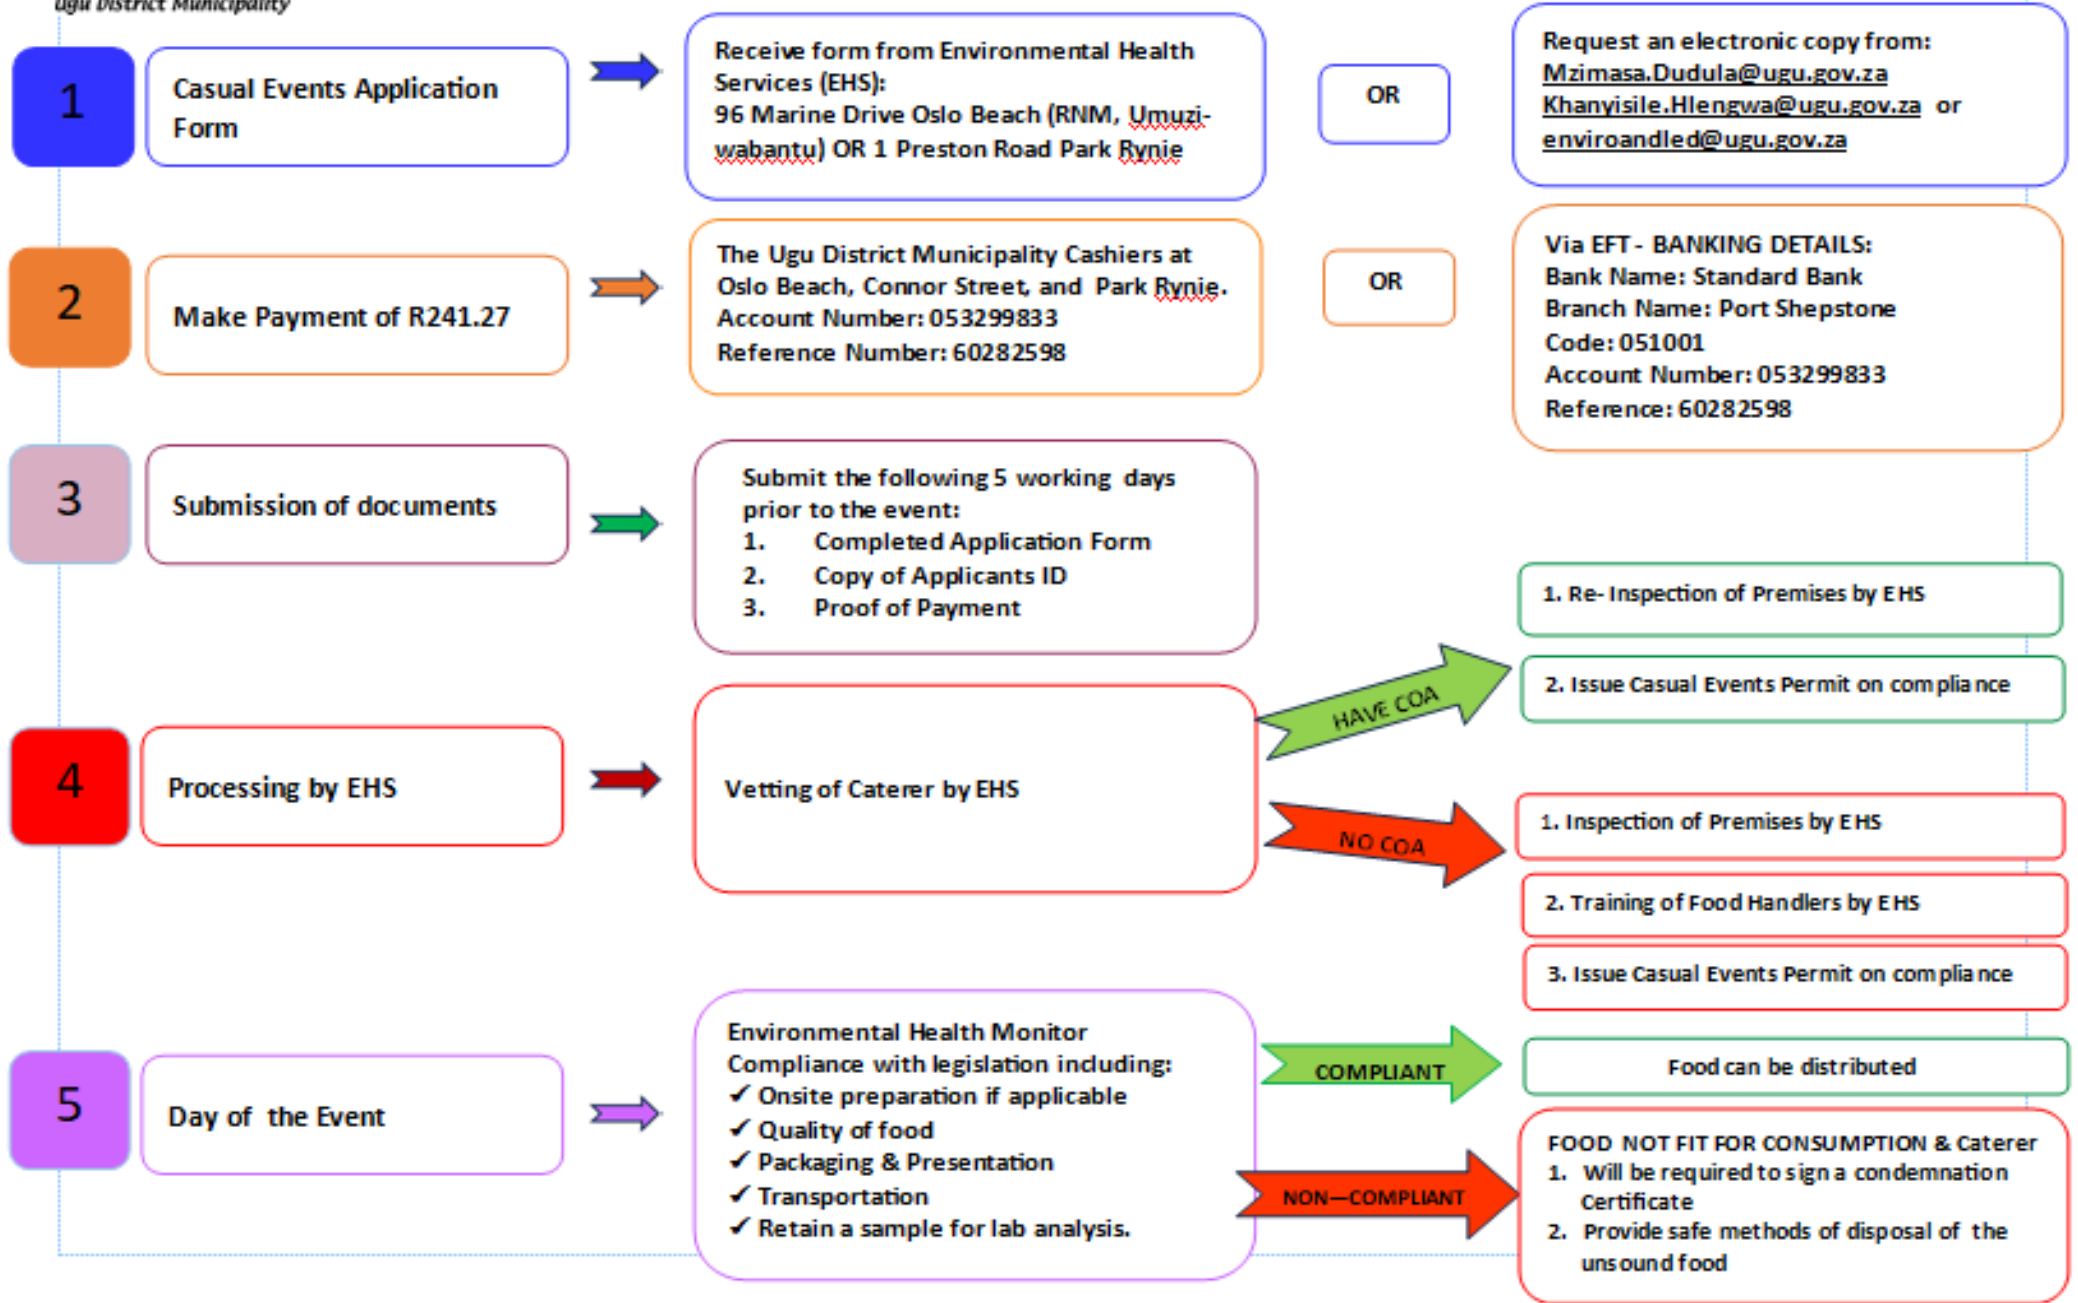 Ugu District Municipality
1
Casual Events Application
Form
Receive form from Environmental Health
Services (EHS):
96 Marine Drive Oslo Beach (RNM, Umuzi-
wabantu) OR 1 Preston Road Park Rynie
OR
Request an electronic copy from:
Mzimasa.Dudula@ugu.gov.za
Khanyisile.Hlengwa@ugu.gov.za or
enviroandled@ugu.gov.za
2
Make Payment of R241.27
The Ugu District Municipality Cashiers at
Oslo Beach, Connor Street, and Park Rynie.
Account Number: 053299833
Reference Number: 60282598
OR
Via EFT - BANKING DETAILS:
Bank Name: Standard Bank
Branch Name: Port Shepstone
Code: 051001
Account Number: 053299833
Reference: 60282598
3
Submission of documents
Submit the following 5 working days
prior to the event:
1. Completed Application Form
2. Copy of Applicants ID
3. Proof of Payment
4
Processing by EHS
Vetting of Caterer by EHS
HAVE COA
1. Re- Inspection of Premises by EHS
2. Issue Casual Events Permit on compliance
NO COA
1. Inspection of Premises by EHS
2. Training of Food Handlers by EHS
3. Issue Casual Events Permit on compliance
5
Day of the Event
Environmental Health Monitor
Compliance with legislation including:
✓ Onsite preparation if applicable
✓ Quality of food
✓ Packaging & Presentation
✓ Transportation
✓ Retain a sample for lab analysis.
COMPLIANT
Food can be distributed
NON—COMPLIANT
FOOD NOT FIT FOR CONSUMPTION & Caterer
1. Will be required to sign a condemnation
Certificate
2. Provide safe methods of disposal of the
unsound food